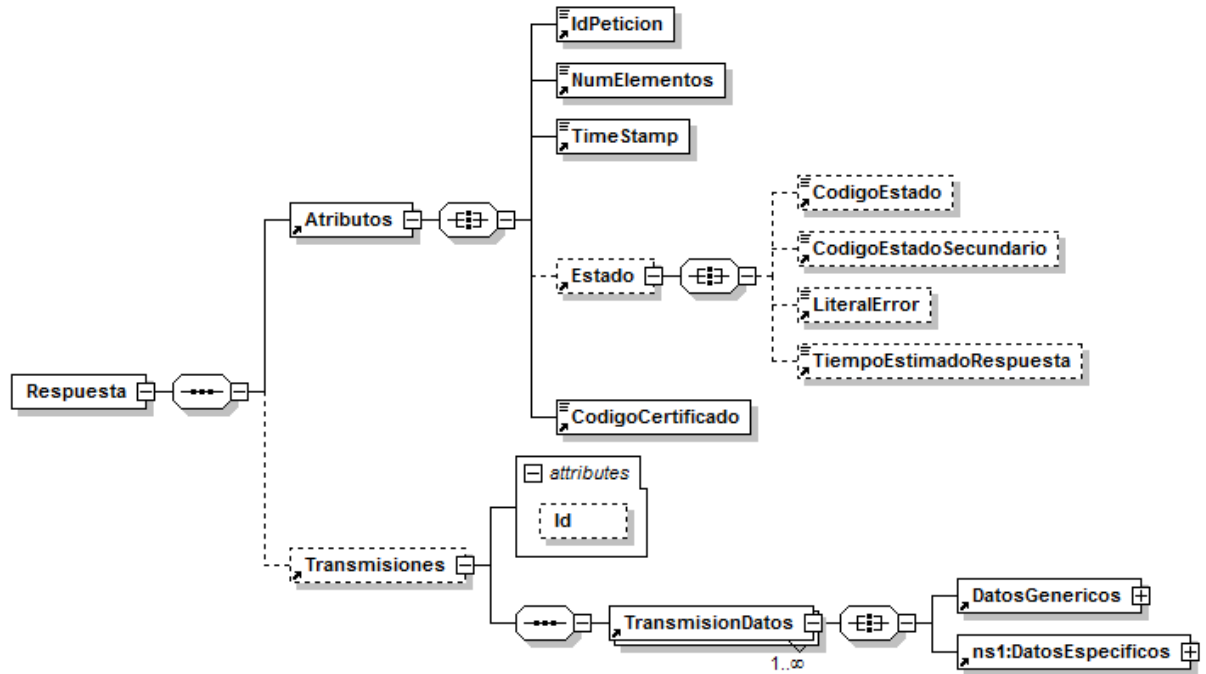 IdPeticion
NumElementos
TimeStamp
Atributos
CodigoEstado
CodigoEstadoSecundario
Estado
LiteralError
TiempoEstimadoRespuesta
Respuesta
CodigoCertificado
attributes
Id
Transmisiones
TransmisionDatos
1..∞
DatosGenericos
ns1:DatosEspecificos